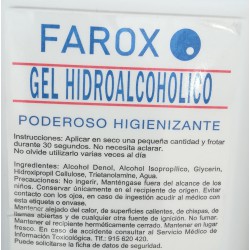 FAROX
GEL HIDROALCOHOLICO
PODEROSO HIGIENIZANTE
Instrucciones: Aplicar en seco una pequeña cantidad y frotar
durante 30 segundos. No necesita aclarar.
No olvide utilizarlo varias veces al día
Ingredientes: Alcohol Denol, Alcohol Isopropílico, Glycerin,
Hidroxipropil Cellulose, Trietanolomine, Agua.
Precauciones: No ingerir, Manténgase fuera del alcance de los
niños. Conservar únicamente en el recipiente de origen. Evitar
contacto con los ojos, en caso de ingestión acudir al médico con
esta etiqueta o envase.
Mantener alejado del calor, de superficies calientes, de chispas, de
llamas abiertas y de cualquier otra fuente de ignición. No fumar.
Mantener el recipiente herméticamente cerrado. Mantener en lugar
fresco. En caso de accidente consultar al Servicio Médico de
Información Toxicológica. Tlf: 915 620 420.
Puede solicitarse la ficha de datos de seguridad.